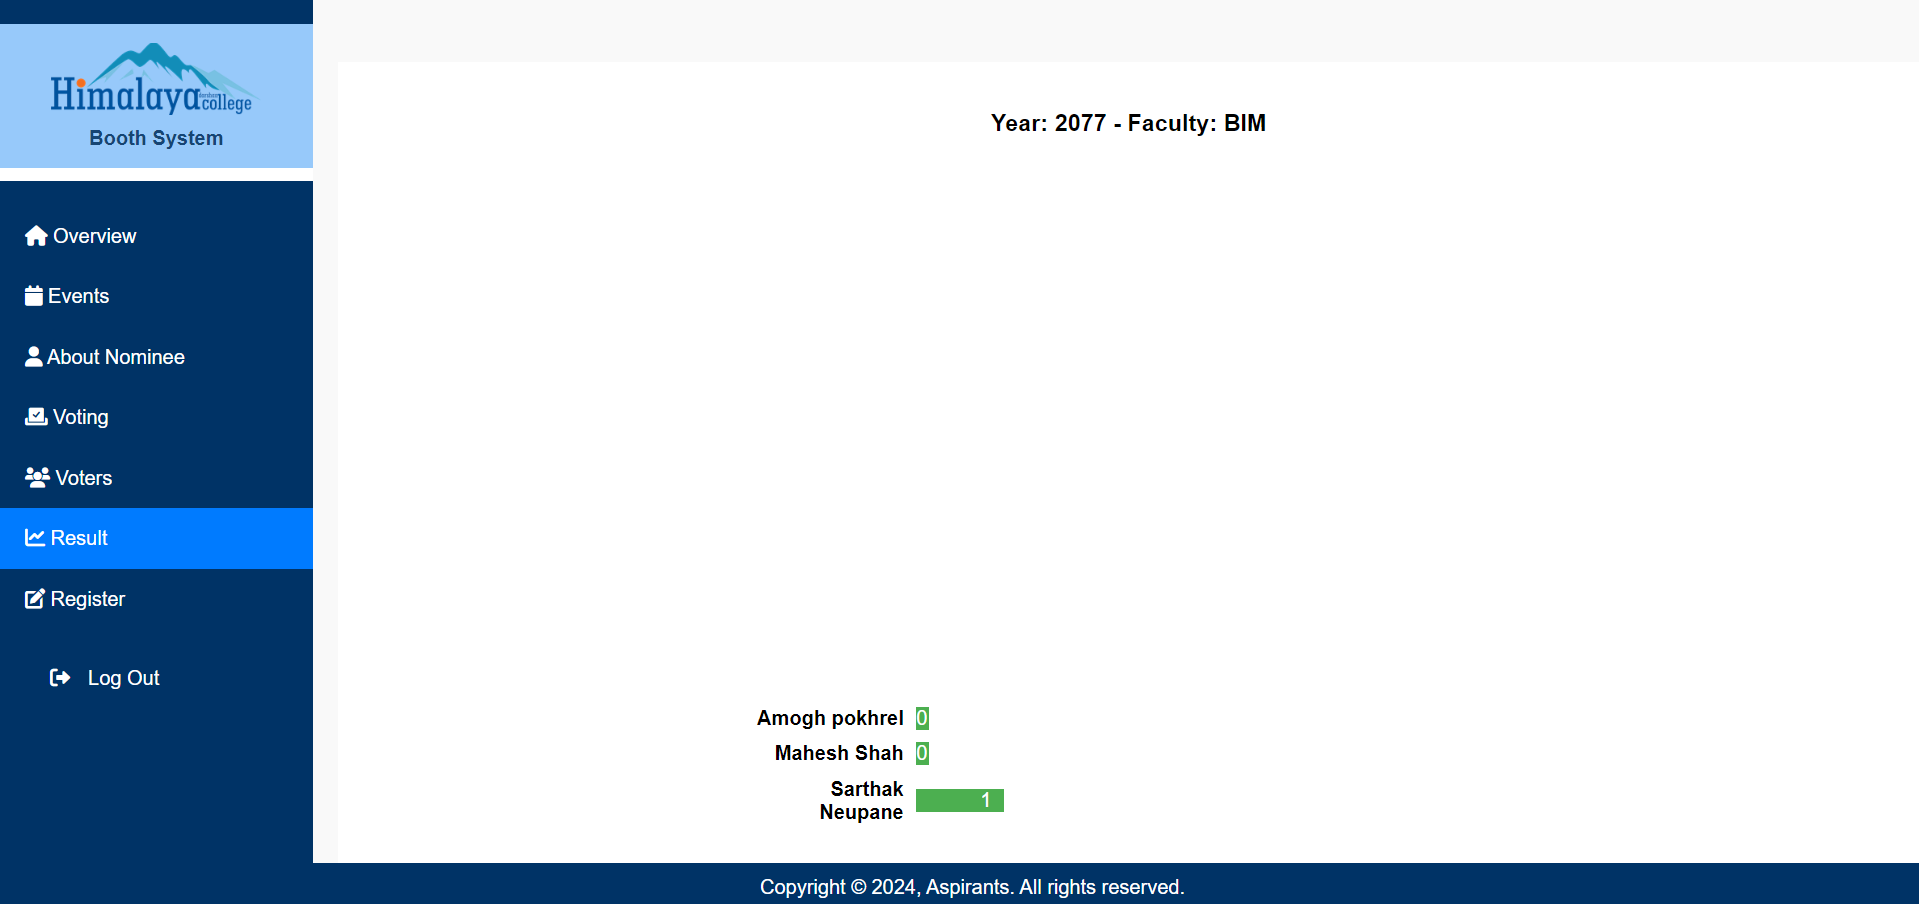 Himalaya
college
Booth System
Overview
Events
About Nominee
Voting
Voters
Result
Register
Log Out
Year: 2077 - Faculty: BIM
Amogh pokhrel 0
Mahesh Shah 0
Sarthak
Neupane 1
Copyright © 2024, Aspirants. All rights reserved.